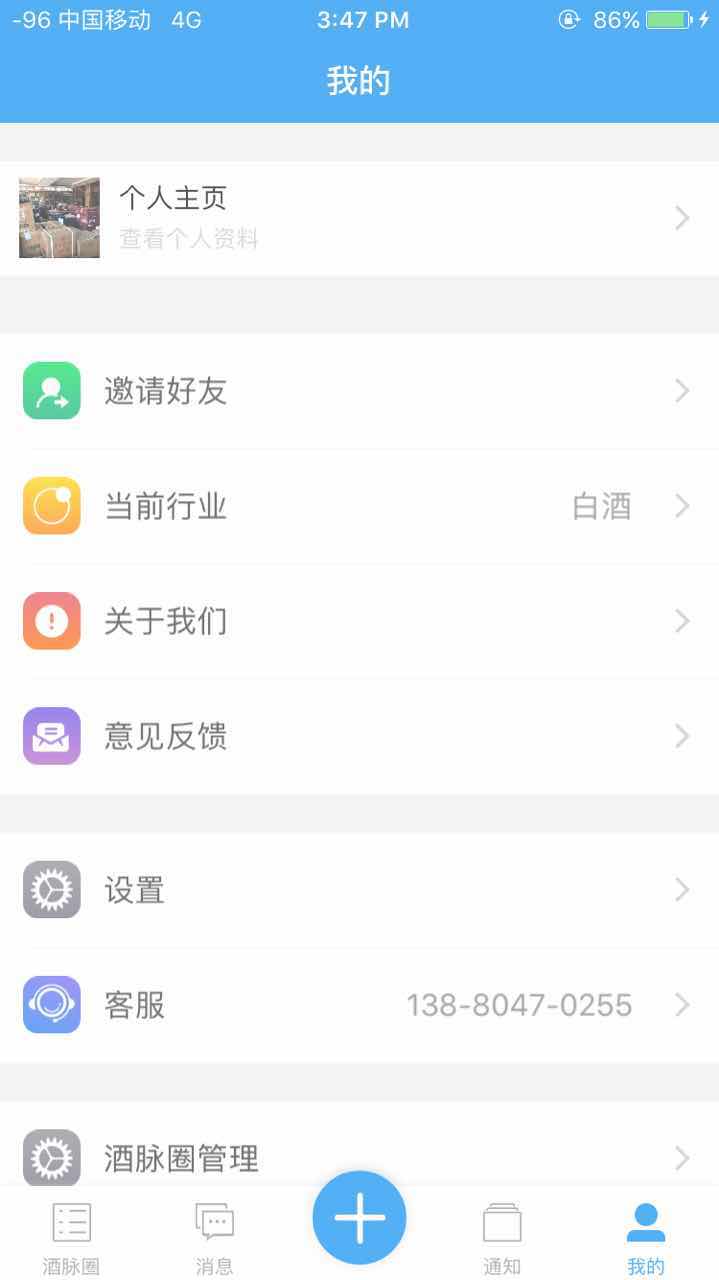 -96 中国移动 4G 3:47 PM 86%
我的
个人主页
查看个人资料
邀请好友
当前行业 白酒
关于我们
意见反馈
设置
客服 138-8047-0255
酒脉圈管理
酒脉圈 消息 通知 我的